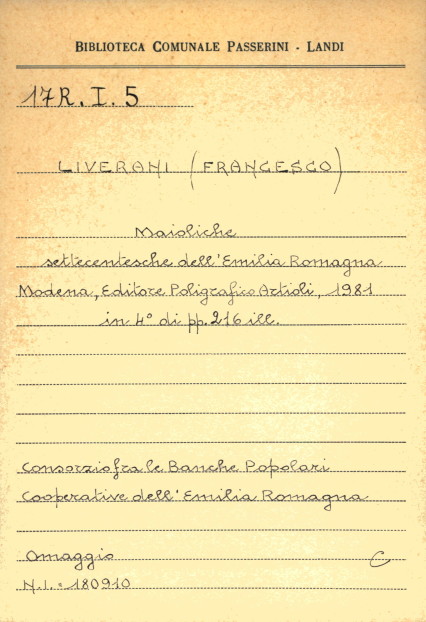 BIBLIOTECA COMUNALE PASSERINI - LANDI
17R. I. 5
LIVERANI (FRANCESCO)
Maioliche
settecentesche dell'Emilia Romagna
Modena, Editore Poligrafico Artioli, 1981
in 4° di pp. 216 ill.
Consorzio fra le Banche Popolari
Cooperative dell'Emilia Romagna
Omaggio C
N.I. = 180910